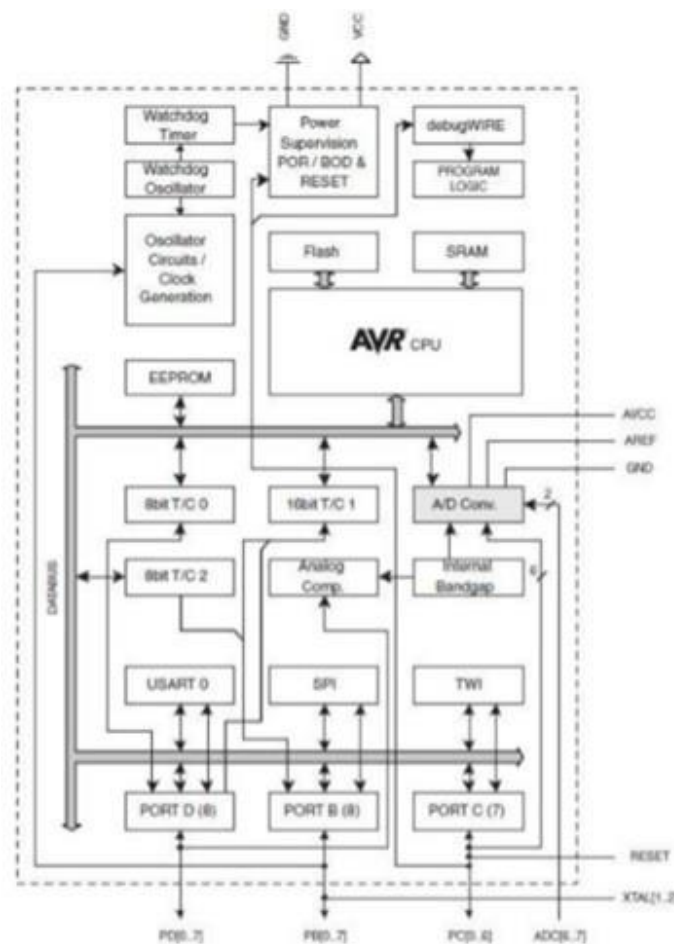 GND
VCC
Watchdog
Timer
Power
Supervision
POR / BOD &
RESET
debugWIRE
Watchdog
Oscillator
PROGRAM
LOGIC
Oscillator
Circuits /
Clock
Generation
Flash
SRAM
AVR CPU
EEPROM
AVCC
AREF
GND
8bit T/C 0
16bit T/C 1
A/D Conv.
2
8bit T/C 2
Analog
Comp.
Internal
Bandgap
6
DATABUS
USART 0
SPI
TWI
PORT D (8)
PORT B (8)
PORT C (7)
RESET
XTAL[1..2]
PD[0..7]
PB[0..7]
PC[0..6]
ADC[6..7]